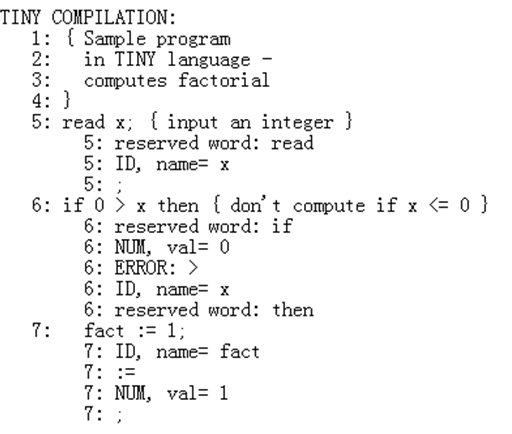 TINY COMPILATION:
1: { Sample program
2:   in TINY language -
3:   computes factorial
4: }
5: read x; { input an integer }
5: reserved word: read
5: ID, name= x
5: ;
6: if 0 > x then { don't compute if x <= 0 }
6: reserved word: if
6: NUM, val= 0
6: ERROR: >
6: ID, name= x
6: reserved word: then
7:   fact := 1;
7: ID, name= fact
7: :=
7: NUM, val= 1
7: ;